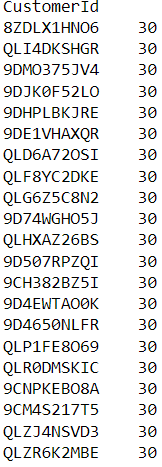 CustomerId
8ZDLX1HNO6 30
QLI4DKSHGR 30
9DMO375JV4 30
9DJK0F52LO 30
9DHPLBKJRE 30
9DE1VHAXQR 30
QLD6A72OSI 30
QLF8YC2DKE 30
QLG6Z5C8N2 30
9D74WGHO5J 30
QLHXAZ26BS 30
9D507RPZQI 30
9CH382BZ5I 30
9D4EWTAO0K 30
9D4650NLFR 30
QLP1FE8O69 30
QLR0DMSKIC 30
9CNPKEBO8A 30
9CM4S217T5 30
QLZJ4NSVD3 30
QLZR6K2MBE 30